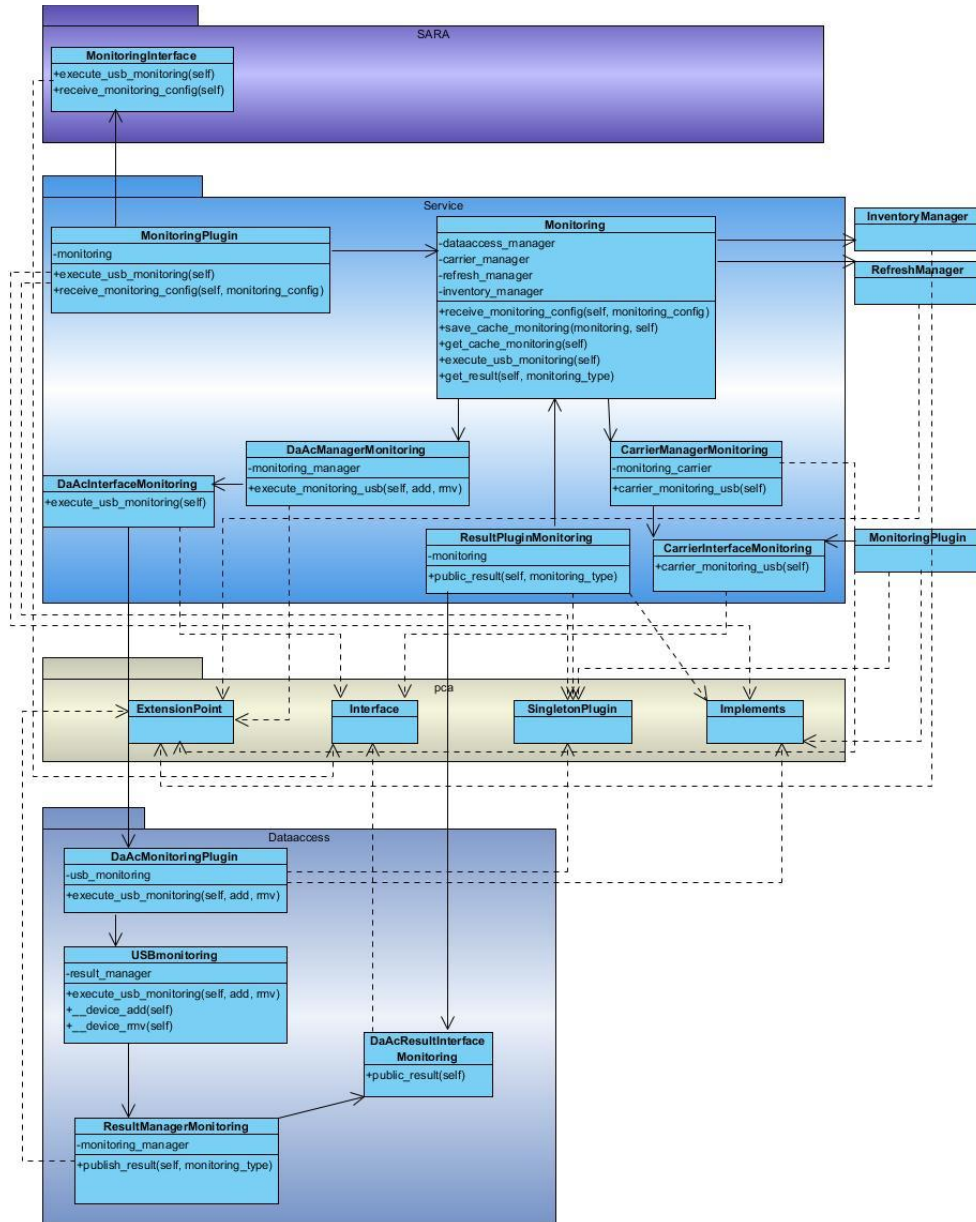 SARA
MonitoringInterface
+execute_usb_monitoring(self)
+receive_monitoring_config(self)
Service
MonitoringPlugin
-monitoring
+execute_usb_monitoring(self)
+receive_monitoring_config(self, monitoring_config)
Monitoring
-dataaccess_manager
-carrier_manager
-refresh_manager
-inventory_manager
+receive_monitoring_config(self, monitoring_config)
+save_cache_monitoring(monitoring, self)
+get_cache_monitoring(self)
+execute_usb_monitoring(self)
+get_result(self, monitoring_type)
InventoryManager
RefreshManager
DaAcManagerMonitoring
-monitoring_manager
+execute_monitoring_usb(self, add, rmv)
CarrierManagerMonitoring
-monitoring_carrier
+carrier_monitoring_usb(self)
DaAcInterfaceMonitoring
+execute_usb_monitoring(self)
ResultPluginMonitoring
-monitoring
+public_result(self, monitoring_type)
CarrierInterfaceMonitoring
+carrier_monitoring_usb(self)
MonitoringPlugin
pca
ExtensionPoint
Interface
SingletonPlugin
Implements
Dataaccess
DaAcMonitoringPlugin
-usb_monitoring
+execute_usb_monitoring(self, add, rmv)
USBmonitoring
-result_manager
+execute_usb_monitoring(self, add, rmv)
+__device_add(self)
+__device_rmv(self)
DaAcResultInterface
Monitoring
+public_result(self)
ResultManagerMonitoring
-monitoring_manager
+publish_result(self, monitoring_type)